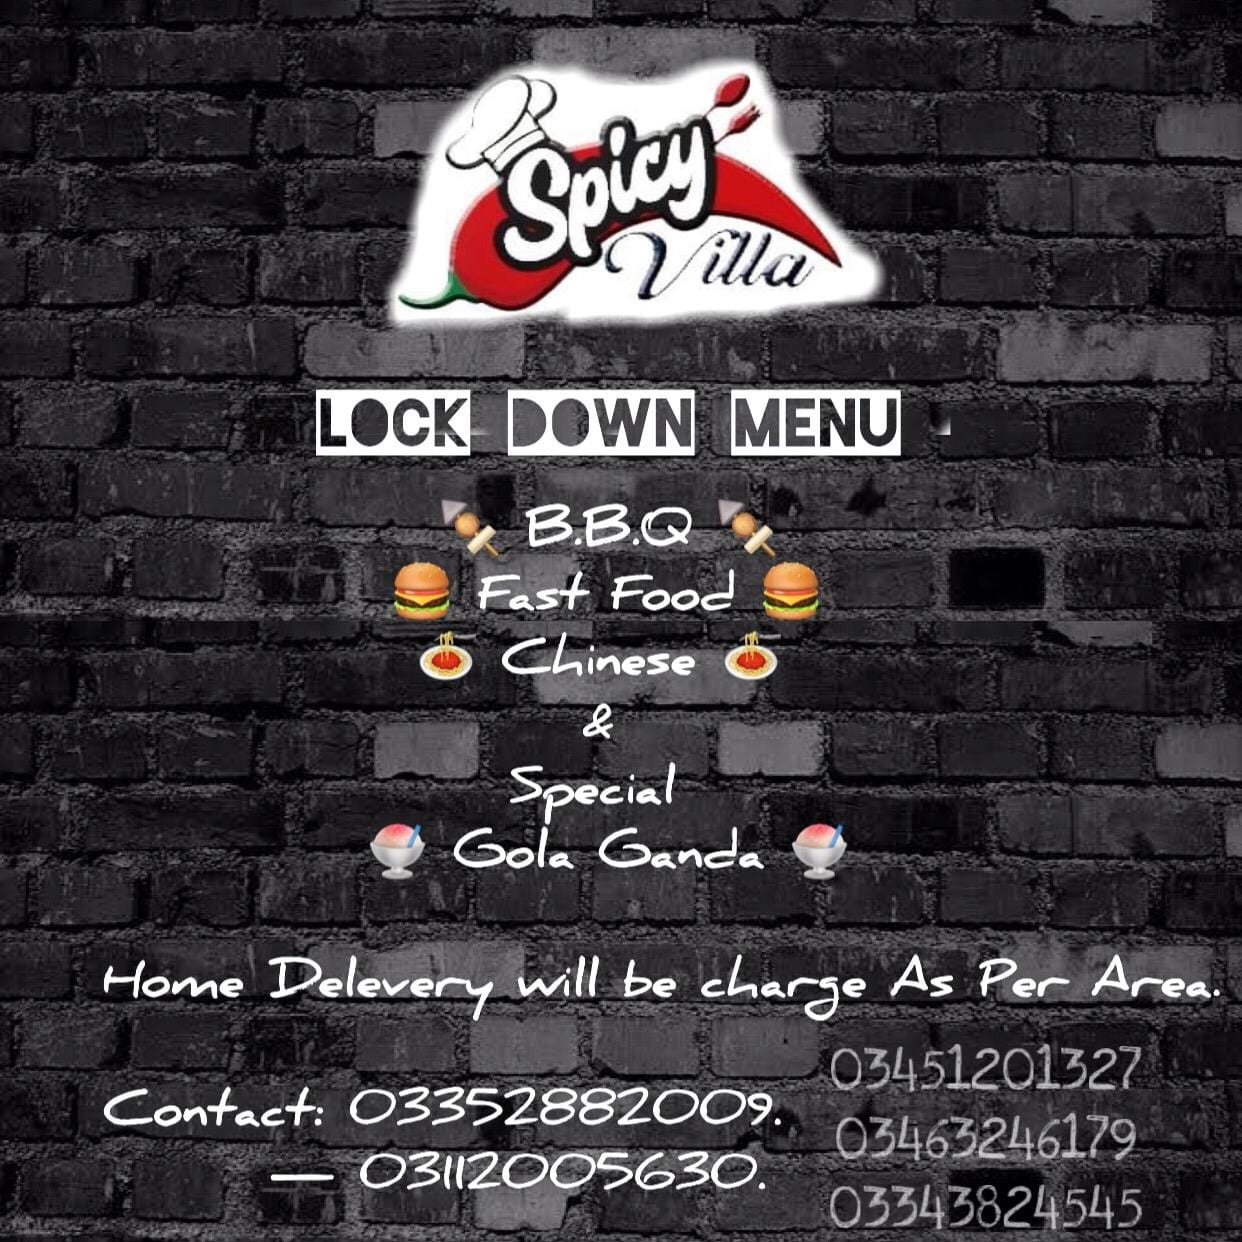 Spicy
Villa
LOCK DOWN MENU
B.B.Q
Fast Food
Chinese
&
Special
Gola Ganda
Home Delevery will be charge As Per Area.
Contact: 03352882009.
— 03112005630.
03451201327
03463246179
03343824545